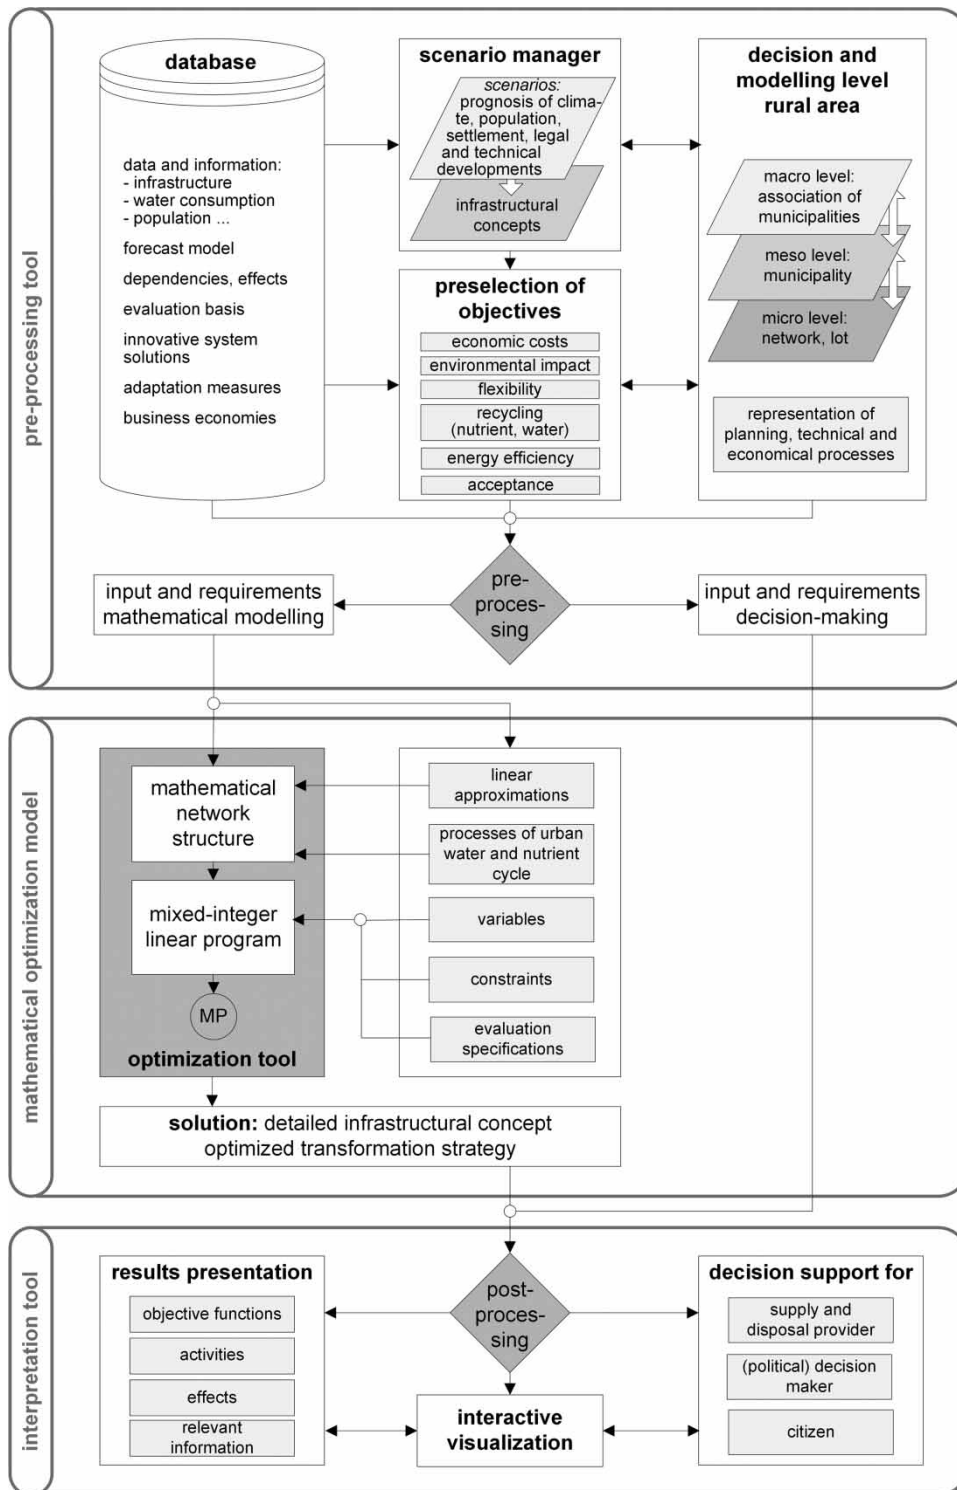 pre-processing tool
database
data and information:
- infrastructure
- water consumption
- population ...
forecast model
dependencies, effects
evaluation basis
innovative system
solutions
adaptation measures
business economies
scenario manager
scenarios:
prognosis of clima-
te, population,
settlement, legal
and technical
developments
infrastructural
concepts
preselection of
objectives
economic costs
environmental impact
flexibility
recycling
(nutrient, water)
energy efficiency
acceptance
decision and
modelling level
rural area
macro level:
association of
municipalities
meso level:
municipality
micro level:
network, lot
representation of
planning, technical and
economical processes
input and requirements
mathematical modelling
pre-
proces-
sing
input and requirements
decision-making
mathematical optimization model
mathematical
network
structure
mixed-integer
linear program
MP
optimization tool
linear
approximations
processes of urban
water and nutrient
cycle
variables
constraints
evaluation
specifications
solution: detailed infrastructural concept
optimized transformation strategy
interpretation tool
results presentation
objective functions
activities
effects
relevant
information
post-
proces-
sing
interactive
visualization
decision support for
supply and
disposal provider
(political) decision
maker
citizen